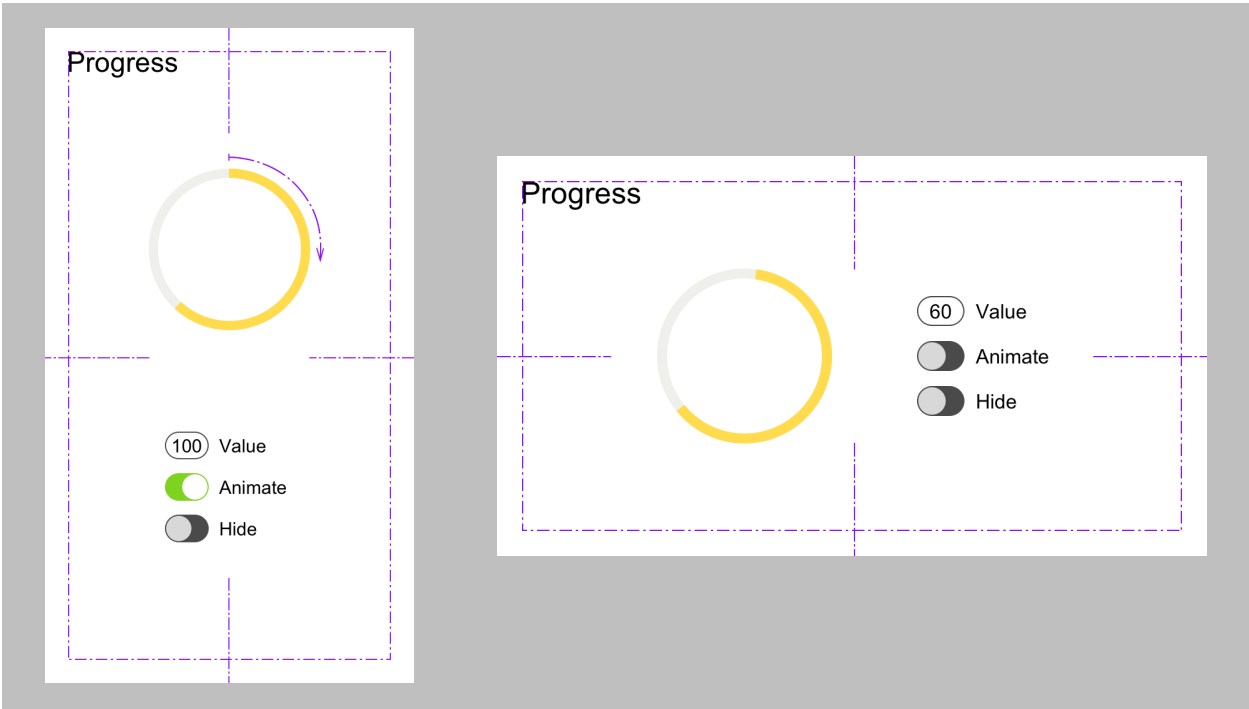 Progress
100 Value
Animate
Hide
Progress
60 Value
Animate
Hide